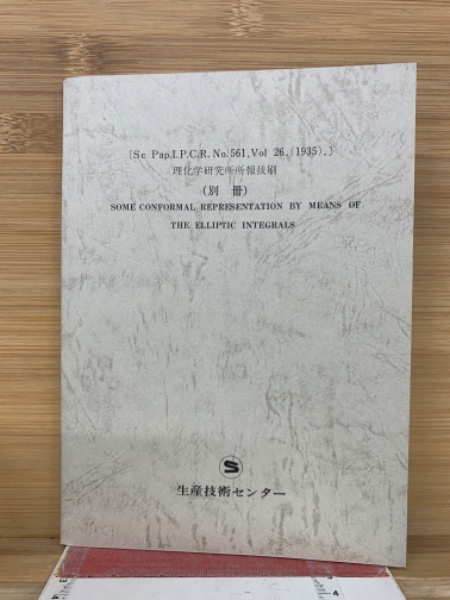 〔Sc Pap.I.P.C.R. No.561,Vol 26.(1935).〕
理化学研究所所報抜刷
(別 冊)
SOME CONFORMAL REPRESENTATION BY MEANS OF
THE ELLIPTIC INTEGRALS
S
生産技術センター